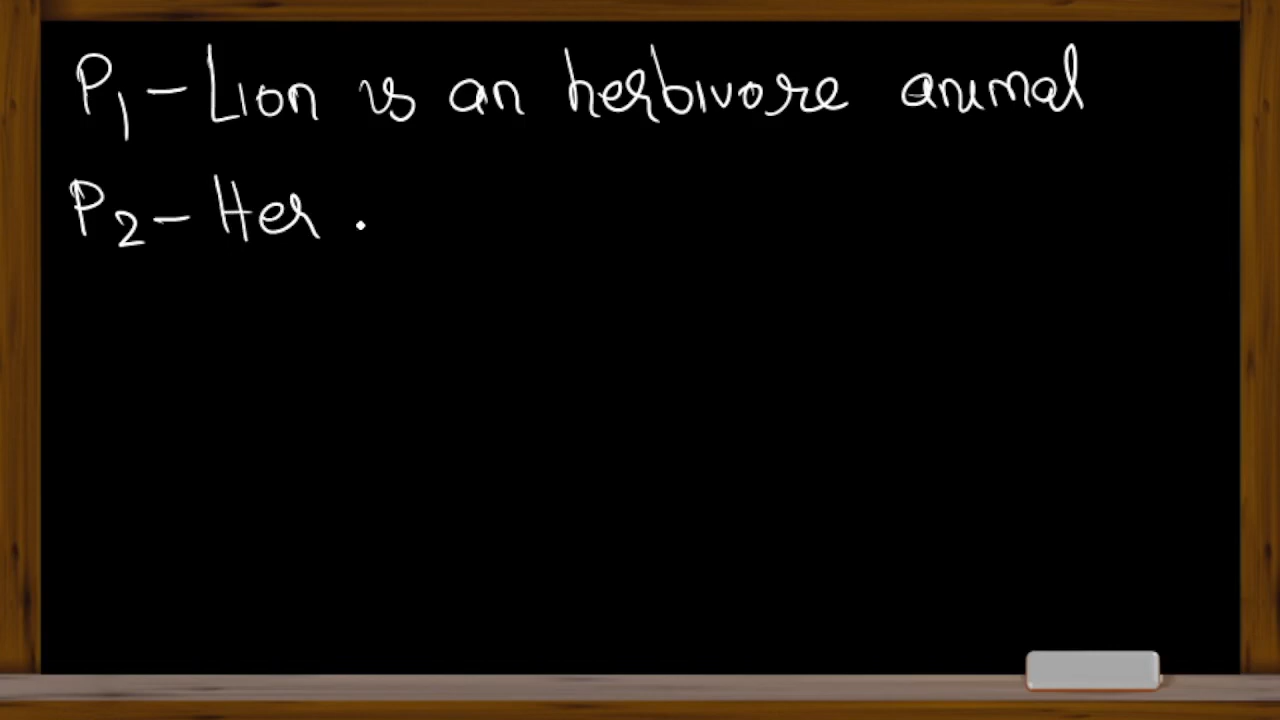 P1 - Lion is an herbivore animal
P2 - Her .